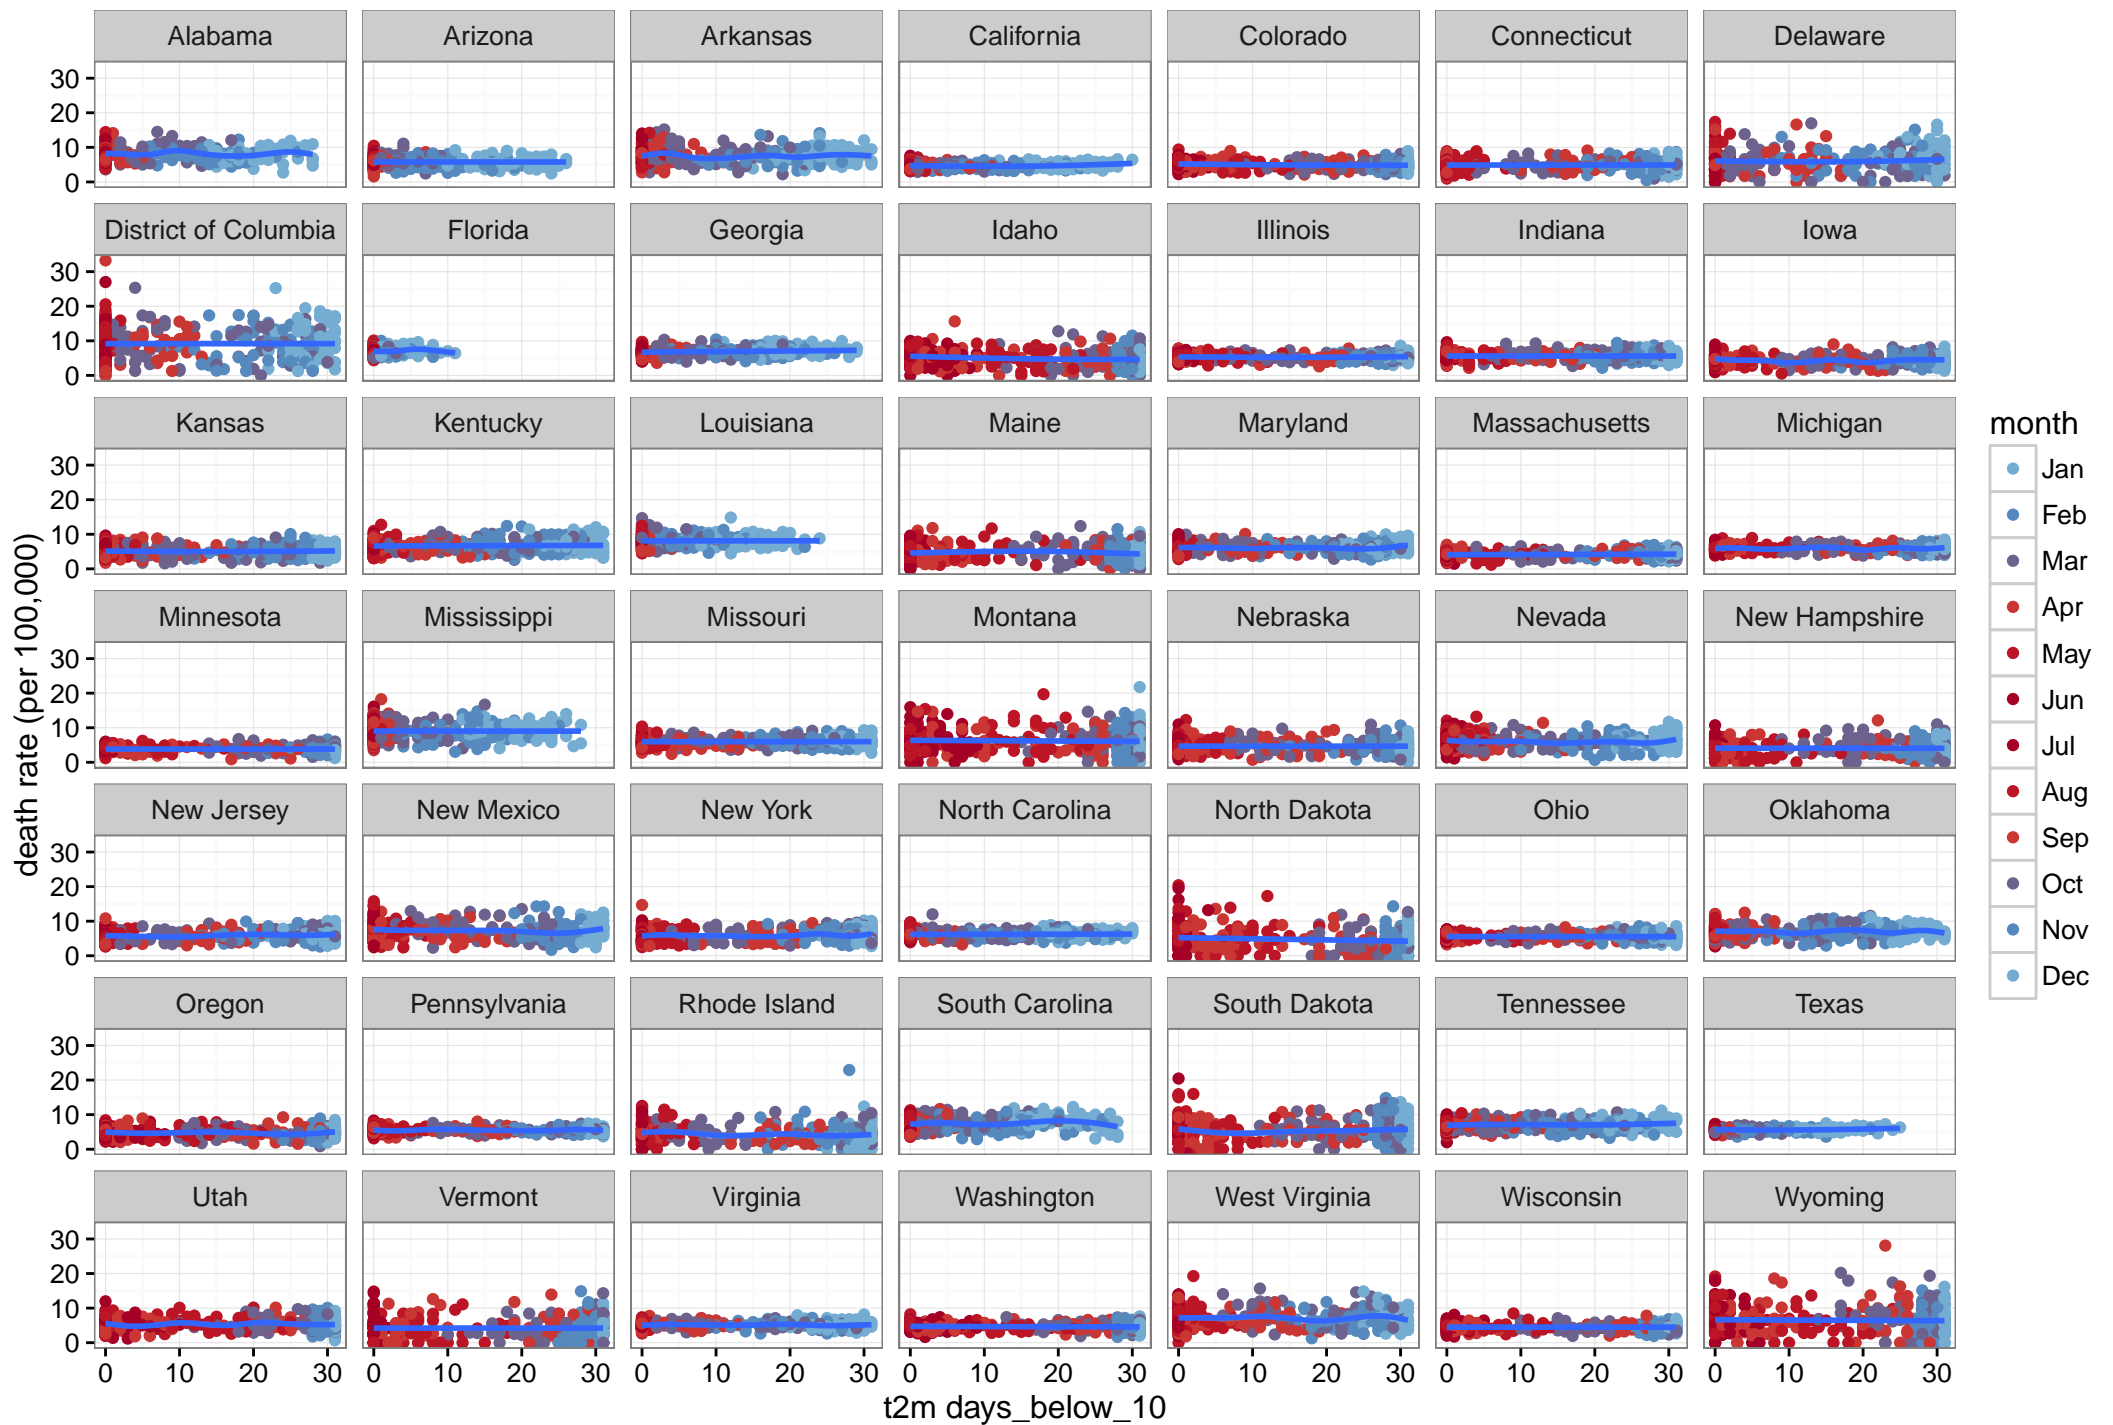 Alabama Arizona Arkansas California Colorado Connecticut Delaware
30
20
10
0
District of Columbia Florida Georgia Idaho Illinois Indiana Iowa
30
20
10
0
Kansas Kentucky Louisiana Maine Maryland Massachusetts Michigan
30
20
10
0
Minnesota Mississippi Missouri Montana Nebraska Nevada New Hampshire
30
20
10
0
New Jersey New Mexico New York North Carolina North Dakota Ohio Oklahoma
30
20
10
0
Oregon Pennsylvania Rhode Island South Carolina South Dakota Tennessee Texas
30
20
10
0
Utah Vermont Virginia Washington West Virginia Wisconsin Wyoming
30
20
10
0
0 10 20 30 0 10 20 30 0 10 20 30 0 10 20 30 0 10 20 30 0 10 20 30 0 10 20 30
t2m days_below_10
death rate (per 100,000)
month
Jan
Feb
Mar
Apr
May
Jun
Jul
Aug
Sep
Oct
Nov
Dec